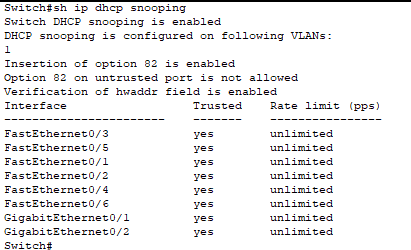 Switch#sh ip dhcp snooping
Switch DHCP snooping is enabled
DHCP snooping is configured on following VLANs:
1
Insertion of option 82 is enabled
Option 82 on untrusted port is not allowed
Verification of hwaddr field is enabled
Interface                Trusted    Rate limit (pps)
-----------------------  -------    ----------------
FastEthernet0/3          yes        unlimited
FastEthernet0/5          yes        unlimited
FastEthernet0/1          yes        unlimited
FastEthernet0/2          yes        unlimited
FastEthernet0/4          yes        unlimited
FastEthernet0/6          yes        unlimited
GigabitEthernet0/1       yes        unlimited
GigabitEthernet0/2       yes        unlimited
Switch#